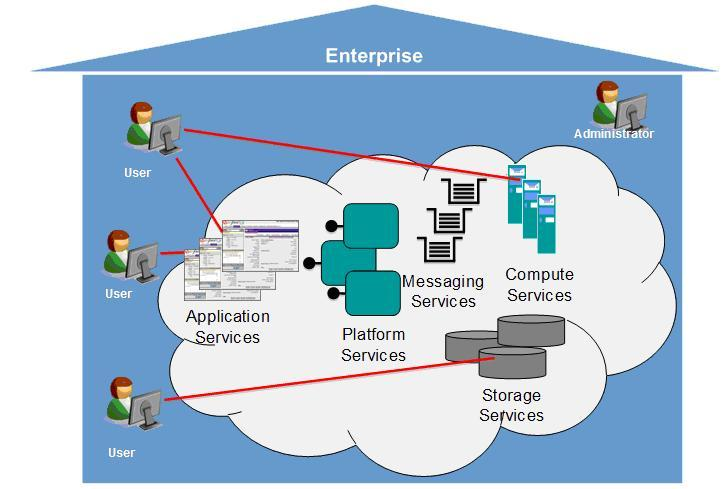 Enterprise
Administrator
User
User
Application
Services
Platform
Services
Messaging
Services
Compute
Services
Storage
Services
User